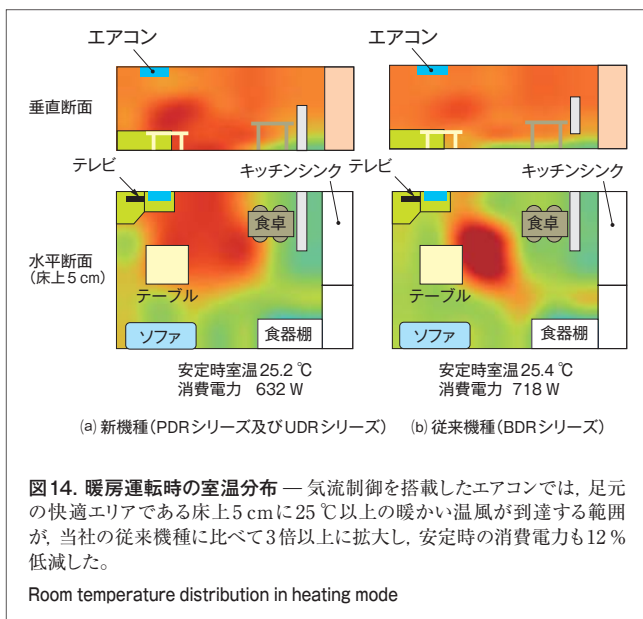 エアコン
エアコン
垂直断面
テレビ
キッチンシンク
テレビ
キッチンシンク
水平断面
(床上5 cm)
食卓
テーブル
ソファ
食器棚
食卓
テーブル
ソファ
食器棚
安定時室温25.2 ℃
消費電力 632 W
安定時室温25.4 ℃
消費電力 718 W
(a) 新機種(PDRシリーズ及びUDRシリーズ)
(b) 従来機種(BDRシリーズ)
図14. 暖房運転時の室温分布 — 気流制御を搭載したエアコンでは, 足元
の快適エリアである床上5 cmに25 ℃以上の暖かい温風が到達する範囲
が, 当社の従来機種に比べて3倍以上に拡大し, 安定時の消費電力も12 %
低減した。
Room temperature distribution in heating mode